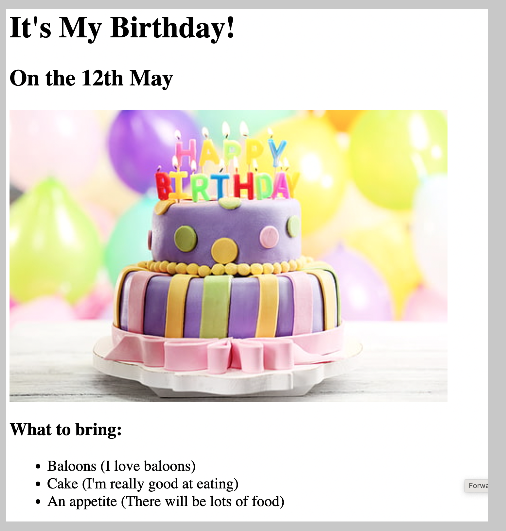 It's My Birthday!
On the 12th May
HAPPY
BIRTHDAY
What to bring:
• Baloons (I love baloons)
• Cake (I'm really good at eating)
• An appetite (There will be lots of food)